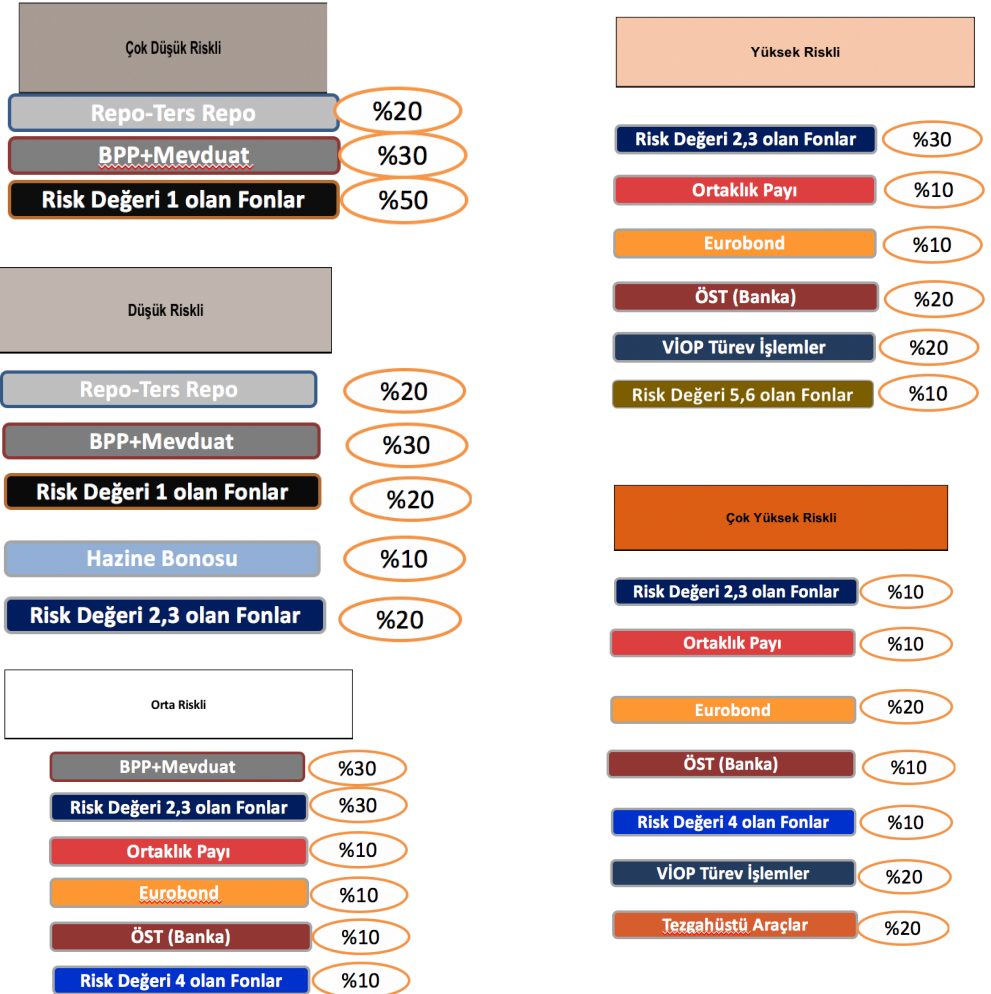 Çok Düşük Riskli
Repo-Ters Repo %20
BPP+Mevduat %30
Risk Değeri 1 olan Fonlar %50
Düşük Riskli
Repo-Ters Repo %20
BPP+Mevduat %30
Risk Değeri 1 olan Fonlar %20
Hazine Bonosu %10
Risk Değeri 2,3 olan Fonlar %20
Orta Riskli
BPP+Mevduat %30
Risk Değeri 2,3 olan Fonlar %30
Ortaklık Payı %10
Eurobond %10
ÖST (Banka) %10
Risk Değeri 4 olan Fonlar %10
Yüksek Riskli
Risk Değeri 2,3 olan Fonlar %30
Ortaklık Payı %10
Eurobond %10
ÖST (Banka) %20
VİOP Türev İşlemler %20
Risk Değeri 5,6 olan Fonlar %10
Çok Yüksek Riskli
Risk Değeri 2,3 olan Fonlar %10
Ortaklık Payı %10
Eurobond %20
ÖST (Banka) %10
Risk Değeri 4 olan Fonlar %10
VİOP Türev İşlemler %20
Tezgahüstü Araçlar %20